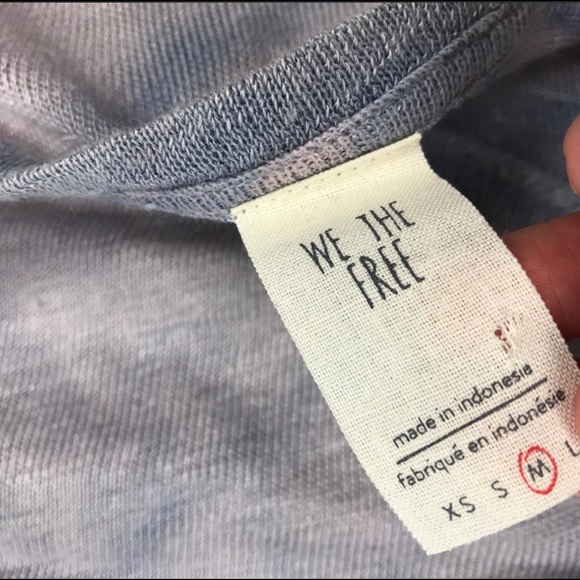 WE THE
FREE
made in indonesia
fabriqué en indonésie
XS S M L